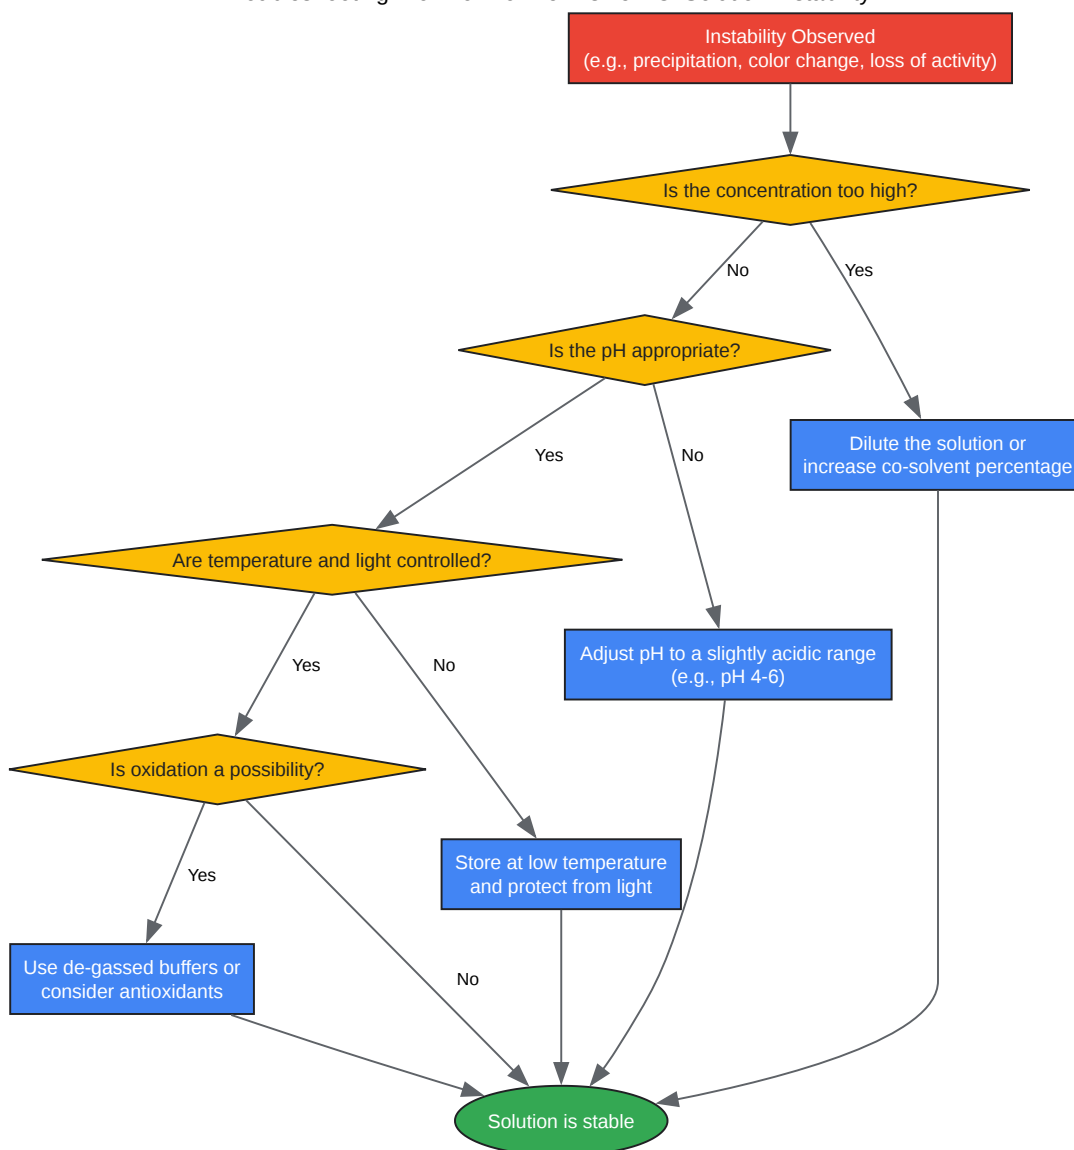 Instability Observed
(e.g., precipitation, color change, loss of activity)
Is the concentration too high?
No
Yes
Is the pH appropriate?
Yes
No
Dilute the solution or
increase co-solvent percentage
Are temperature and light controlled?
Yes
No
Adjust pH to a slightly acidic range
(e.g., pH 4-6)
Is oxidation a possibility?
Yes
No
Store at low temperature
and protect from light
Use de-gassed buffers or
consider antioxidants
Solution is stable